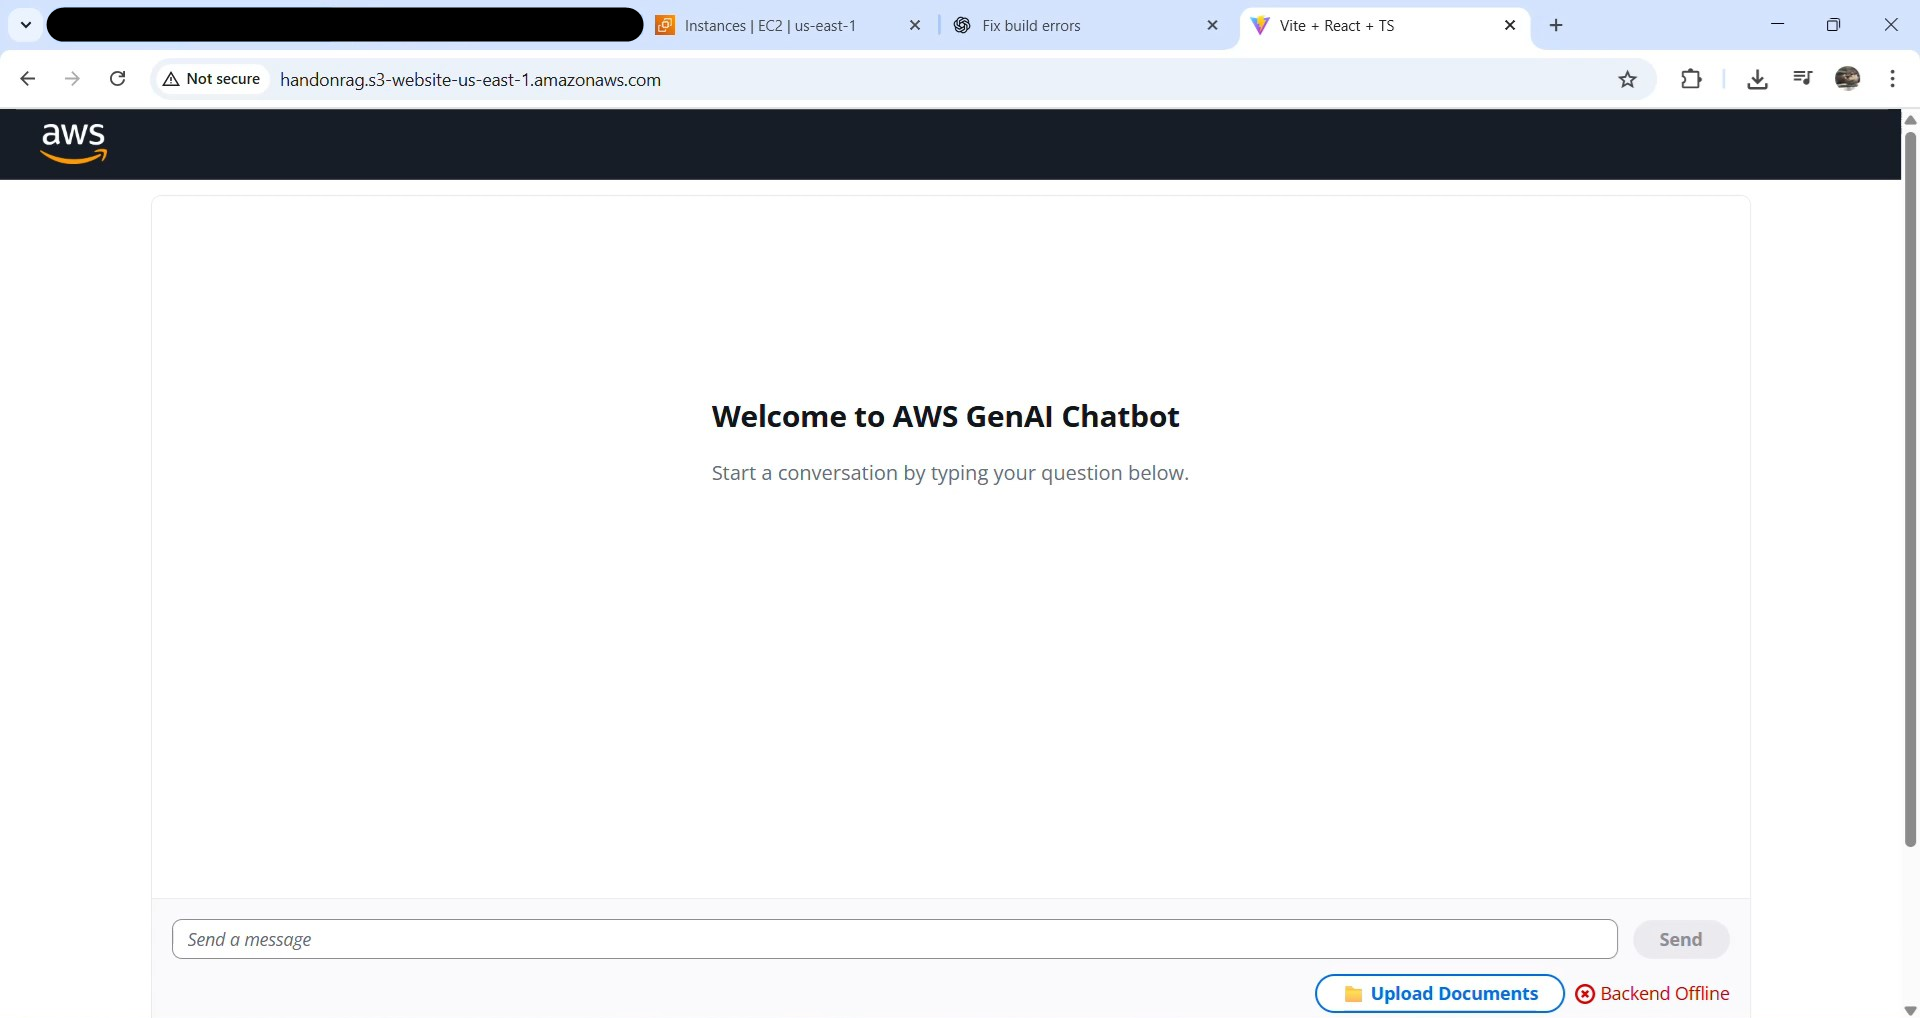 Instances | EC2 | us-east-1
Fix build errors
Vite + React + TS
Not secure
handonrag.s3-website-us-east-1.amazonaws.com
aws
Welcome to AWS GenAI Chatbot
Start a conversation by typing your question below.
Send a message
Send
Upload Documents
Backend Offline